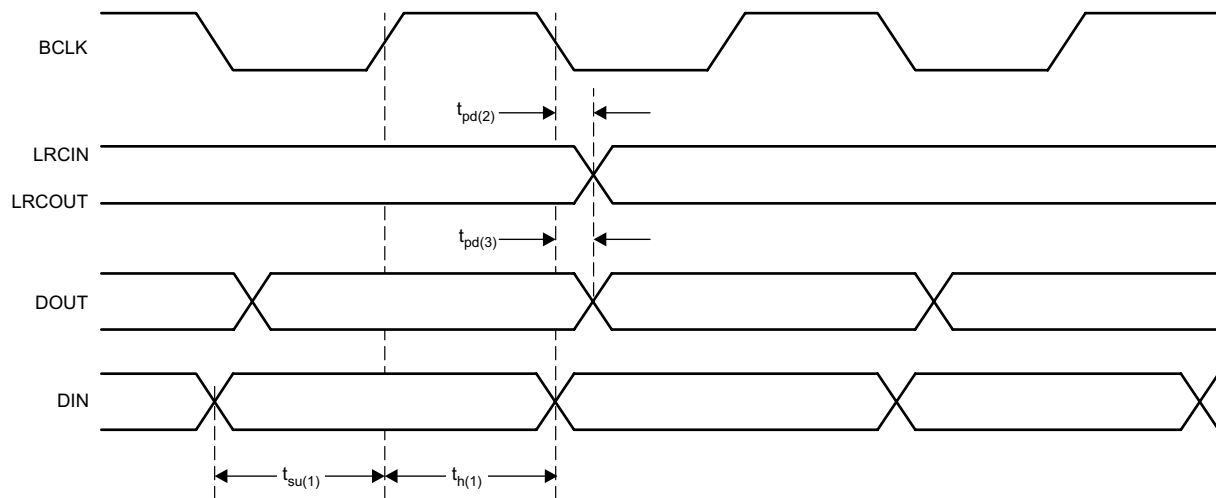 BCLK
tpd(2)
LRCIN
LRCOUT
tpd(3)
DOUT
DIN
tsu(1)
th(1)